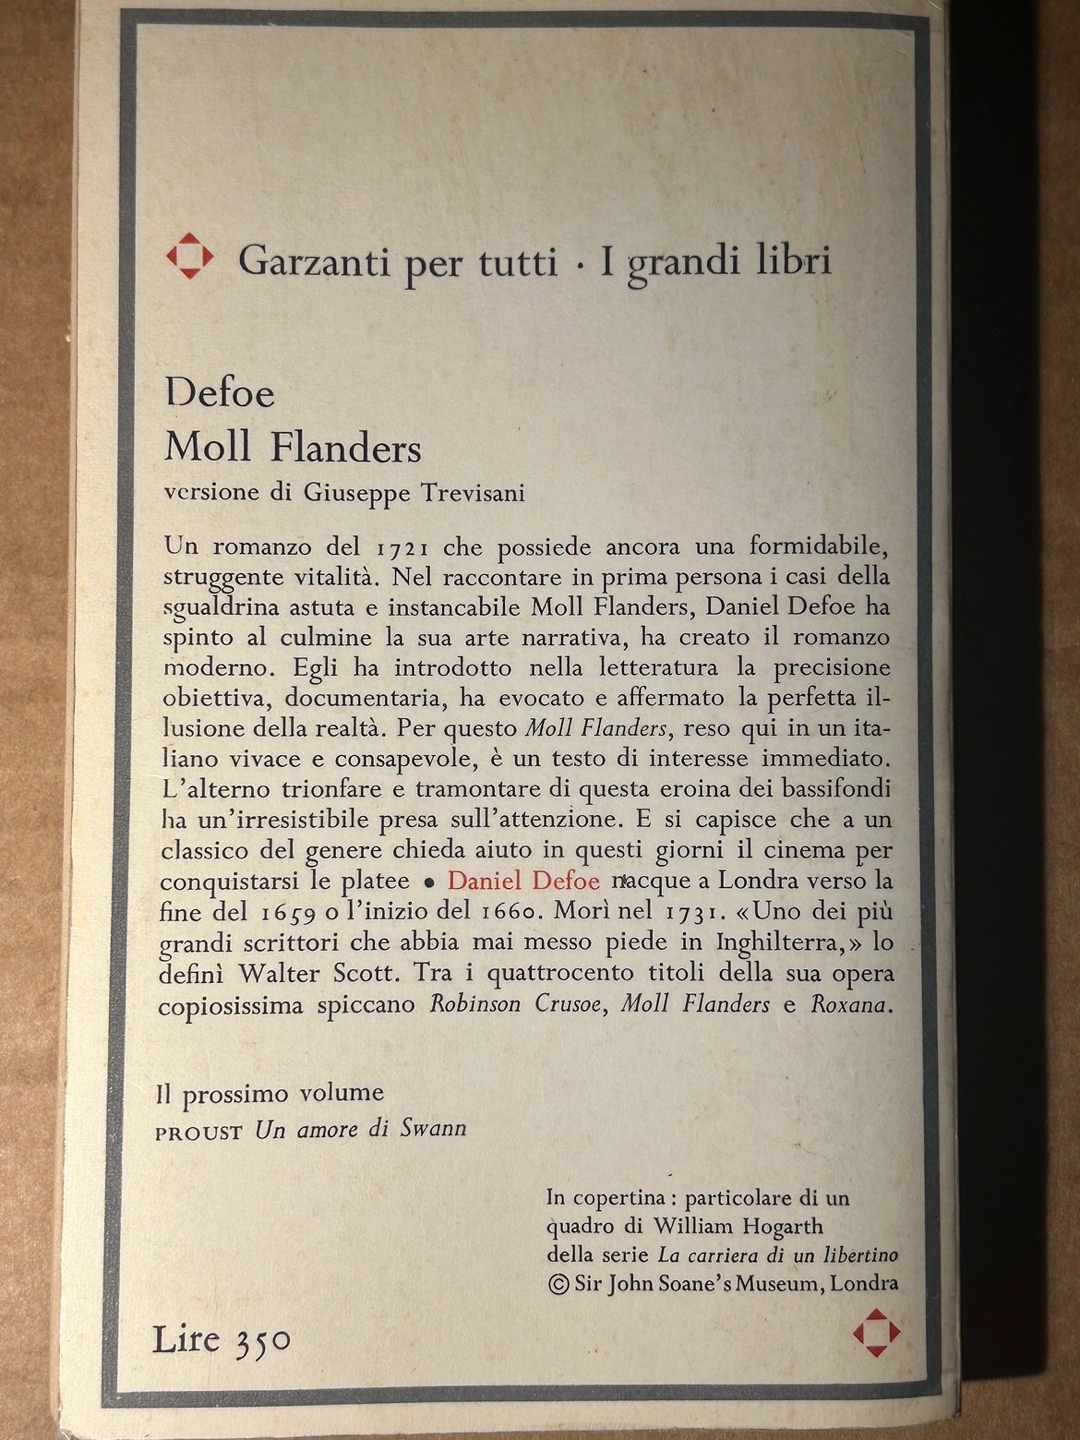 Garzanti per tutti · I grandi libri
Defoe
Moll Flanders
versione di Giuseppe Trevisani
Un romanzo del 1721 che possiede ancora una formidabile,
struggente vitalità. Nel raccontare in prima persona i casi della
sgualdrina astuta e instancabile Moll Flanders, Daniel Defoe ha
spinto al culmine la sua arte narrativa, ha creato il romanzo
moderno. Egli ha introdotto nella letteratura la precisione
obiettiva, documentaria, ha evocato e affermato la perfetta il-
lusione della realtà. Per questo Moll Flanders, reso qui in un ita-
liano vivace e consapevole, è un testo di interesse immediato.
L'alterno trionfare e tramontare di questa eroina dei bassifondi
ha un'irresistibile presa sull'attenzione. E si capisce che a un
classico del genere chieda aiuto in questi giorni il cinema per
conquistarsi le platee • Daniel Defoe nacque a Londra verso la
fine del 1659 o l'inizio del 1660. Morì nel 1731. «Uno dei più
grandi scrittori che abbia mai messo piede in Inghilterra,» lo
definì Walter Scott. Tra i quattrocento titoli della sua opera
copiosissima spiccano Robinson Crusoe, Moll Flanders e Roxana.
Il prossimo volume
PROUST Un amore di Swann
In copertina: particolare di un
quadro di William Hogarth
della serie La carriera di un libertino
© Sir John Soane's Museum, Londra
Lire 350